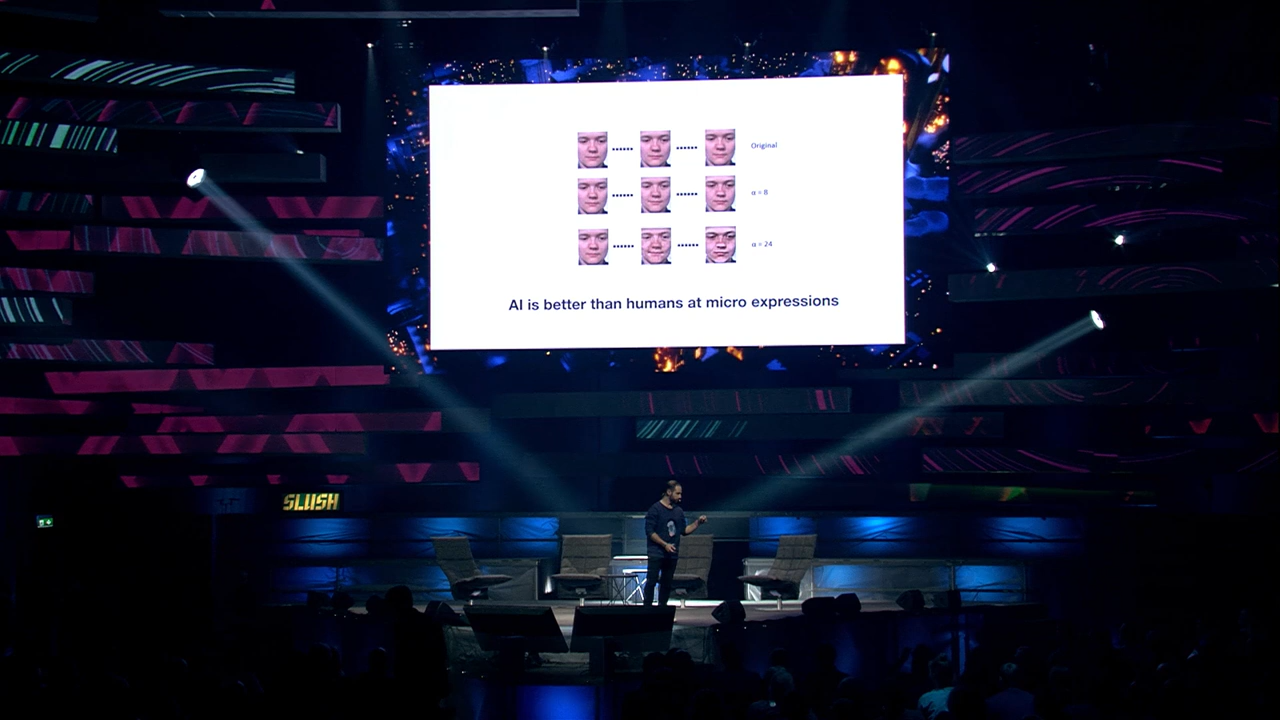 Original
α = 8
α = 24
AI is better than humans at micro expressions
SLUSH